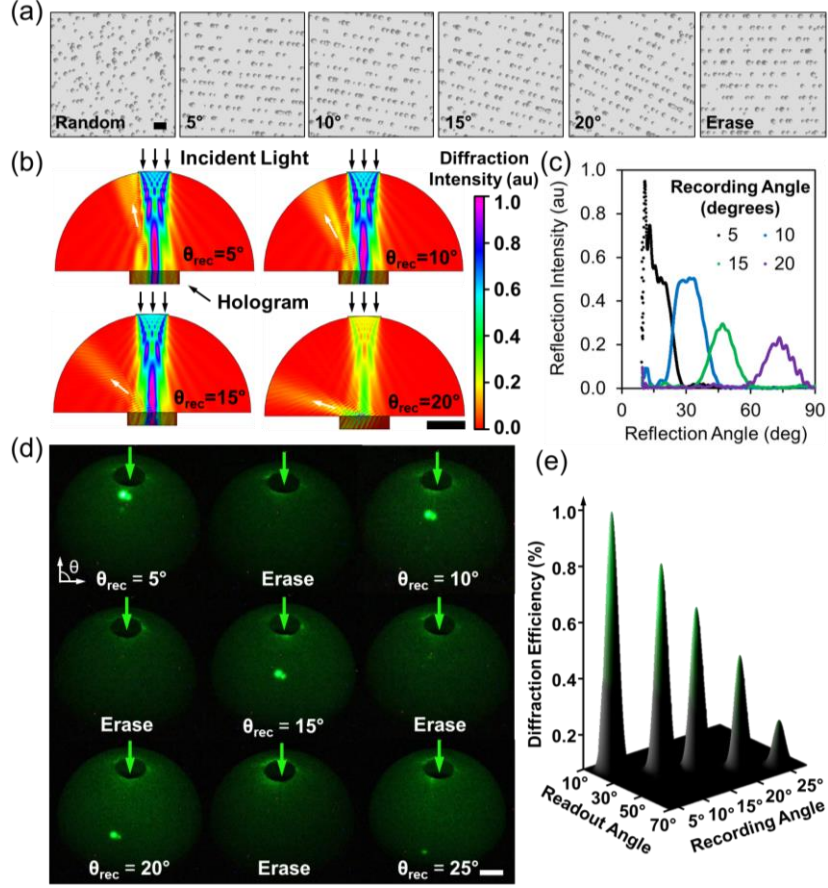 (a)
Random
5°
10°
15°
20°
Erase
(b)
Incident Light
Diffraction
Intensity (au)
θrec=5°
θrec=10°
Hologram
θrec=15°
θrec=20°
1.0
0.8
0.6
0.4
0.2
0.0
(c)
Reflection Intensity (au)
1.0
0.8
0.6
0.4
0.2
0.0
Recording Angle
(degrees)
5 10
15 20
0 30 60 90
Reflection Angle (deg)
(d)
θ
θrec = 5°
Erase
θrec = 10°
Erase
θrec = 15°
Erase
θrec = 20°
Erase
θrec = 25°
(e)
Diffraction Efficiency (%)
1.0
0.8
0.6
0.4
0.2
10°
30°
50°
70°
Readout Angle
5° 10° 15° 20° 25°
Recording Angle